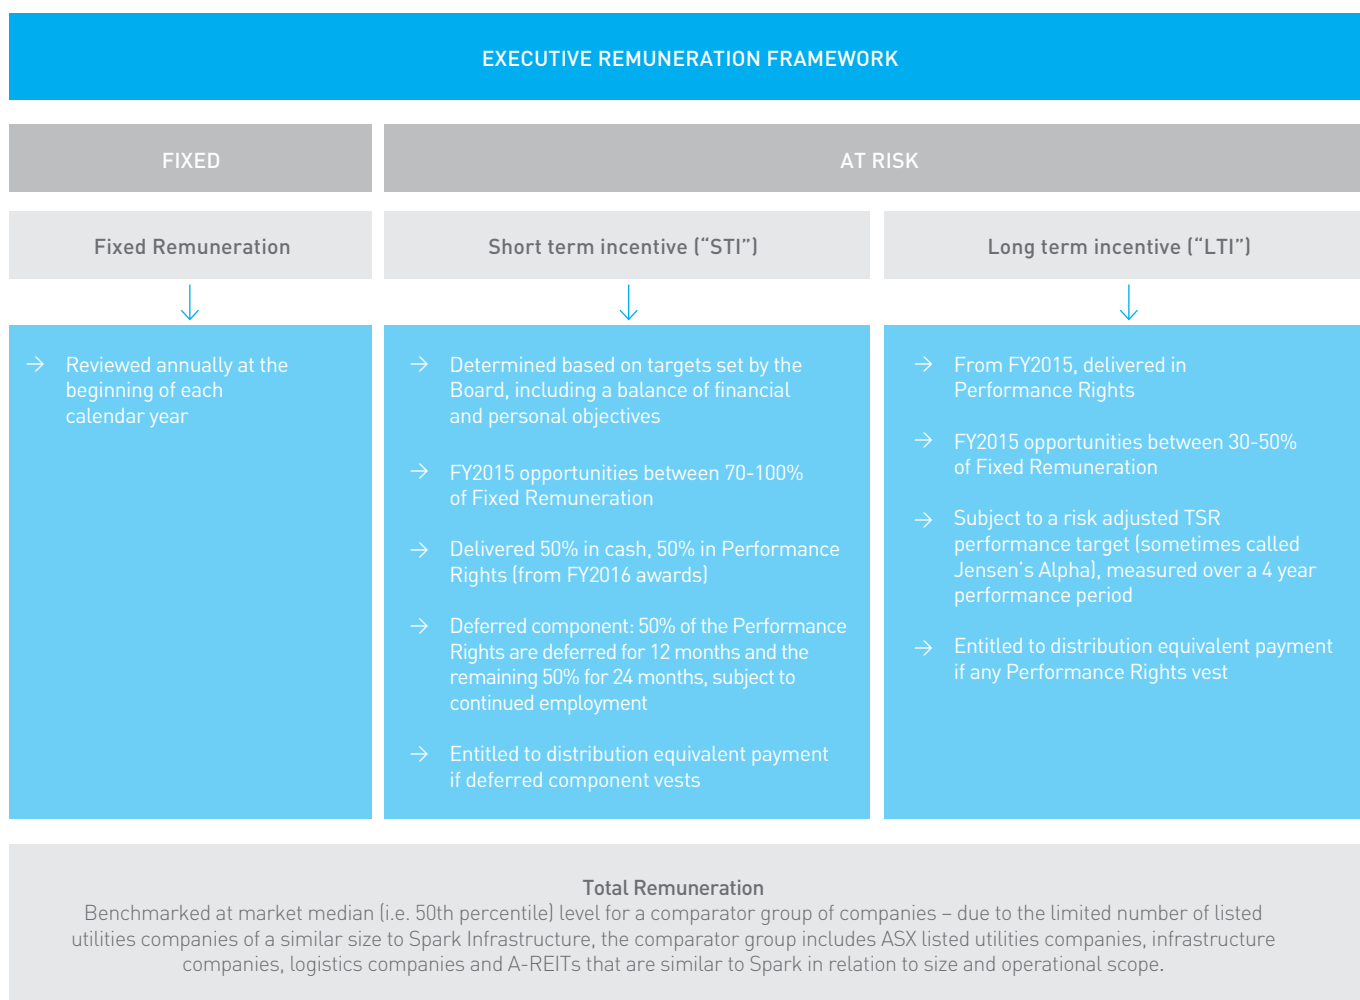 EXECUTIVE REMUNERATION FRAMEWORK
FIXED
AT RISK
Fixed Remuneration
Short term incentive (“STI”)
Long term incentive (“LTI”)
→ Reviewed annually at the
beginning of each
calendar year
→ Determined based on targets set by the
Board, including a balance of financial
and personal objectives
→ FY2015 opportunities between 70-100%
of Fixed Remuneration
→ Delivered 50% in cash, 50% in Performance
Rights (from FY2016 awards)
→ Deferred component: 50% of the Performance
Rights are deferred for 12 months and the
remaining 50% for 24 months, subject to
continued employment
→ Entitled to distribution equivalent payment
if deferred component vests
→ From FY2015, delivered in
Performance Rights
→ FY2015 opportunities between 30-50%
of Fixed Remuneration
→ Subject to a risk adjusted TSR
performance target (sometimes called
Jensen’s Alpha), measured over a 4 year
performance period
→ Entitled to distribution equivalent payment
if any Performance Rights vest
Total Remuneration
Benchmarked at market median (i.e. 50th percentile) level for a comparator group of companies – due to the limited number of listed
utilities companies of a similar size to Spark Infrastructure, the comparator group includes ASX listed utilities companies, infrastructure
companies, logistics companies and A-REITs that are similar to Spark in relation to size and operational scope.